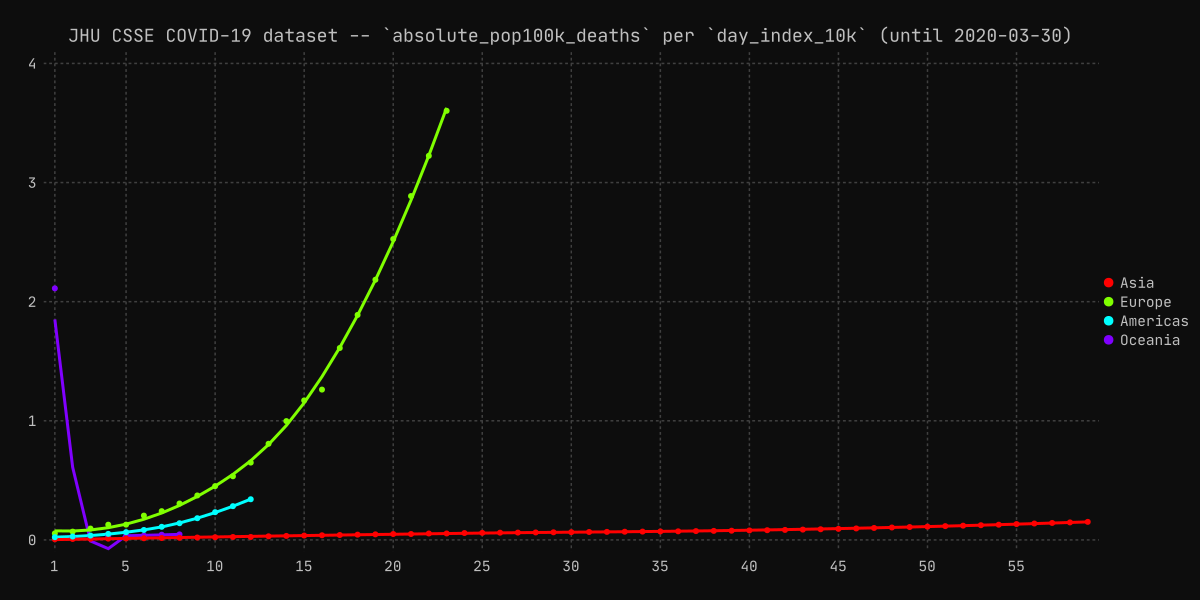 JHU CSSE COVID-19 dataset -- `absolute_pop100k_deaths` per `day_index_10k` (until 2020-03-30)
4
3
2
1
0
1 5 10 15 20 25 30 35 40 45 50 55
Asia
Europe
Americas
Oceania